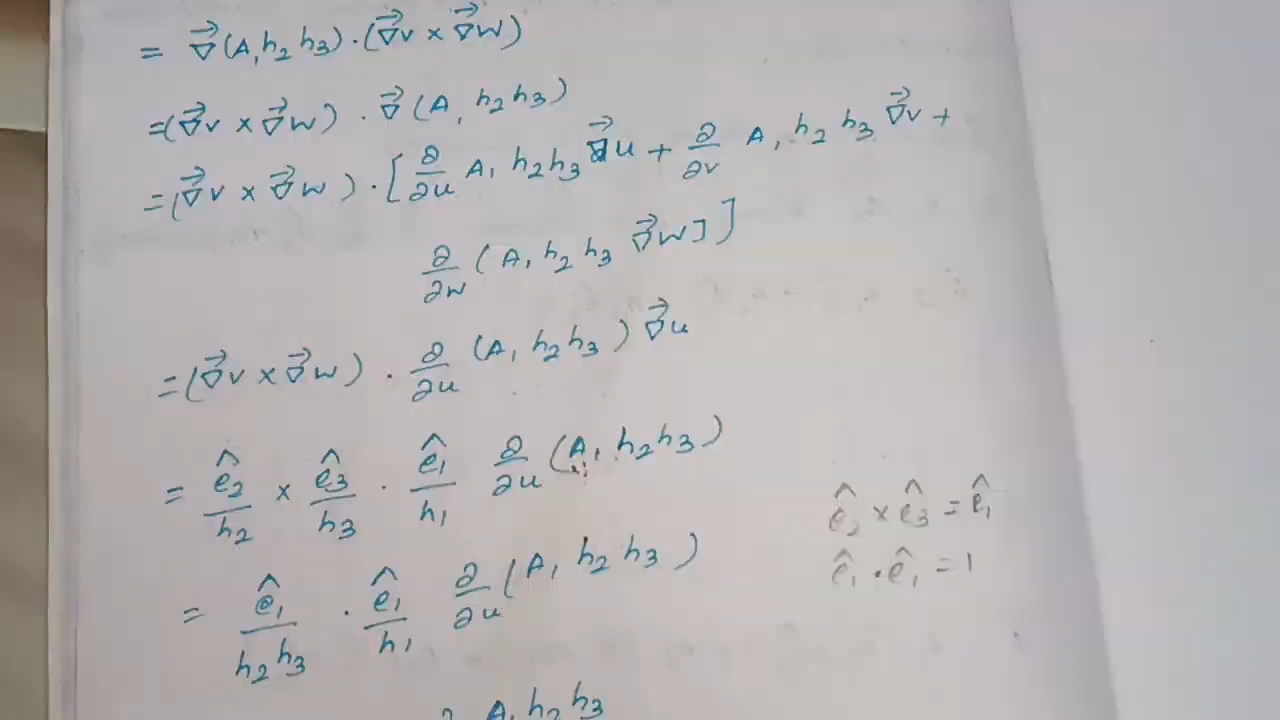 = ∇⃗(A₁h₂h₃)·(∇⃗v × ∇⃗w)
=(∇⃗v × ∇⃗w) · ∇⃗(A₁h₂h₃)
=(∇⃗v × ∇⃗w)·[∂/∂u A₁h₂h₃ ∇⃗u + ∂/∂v A₁h₂h₃ ∇⃗v +
∂/∂w (A₁h₂h₃ ∇⃗w]]
=(∇⃗v × ∇⃗w) · ∂/∂u (A₁h₂h₃) ∇⃗u
= ê₂/h₂ × ê₃/h₃ · ê₁/h₁ ∂/∂u (A₁h₂h₃)
ê₂ × ê₃ = ê₁
ê₁ · ê₁ = 1
= ê₁/h₂h₃ · ê₁/h₁ ∂/∂u (A₁h₂h₃)
A₁h₂h₃